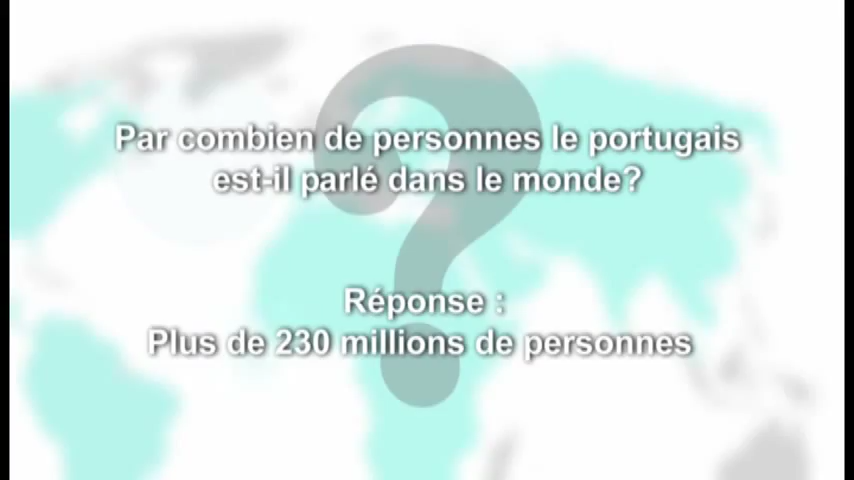 Par combien de personnes le portugais
est-il parlé dans le monde?
Réponse :
Plus de 230 millions de personnes